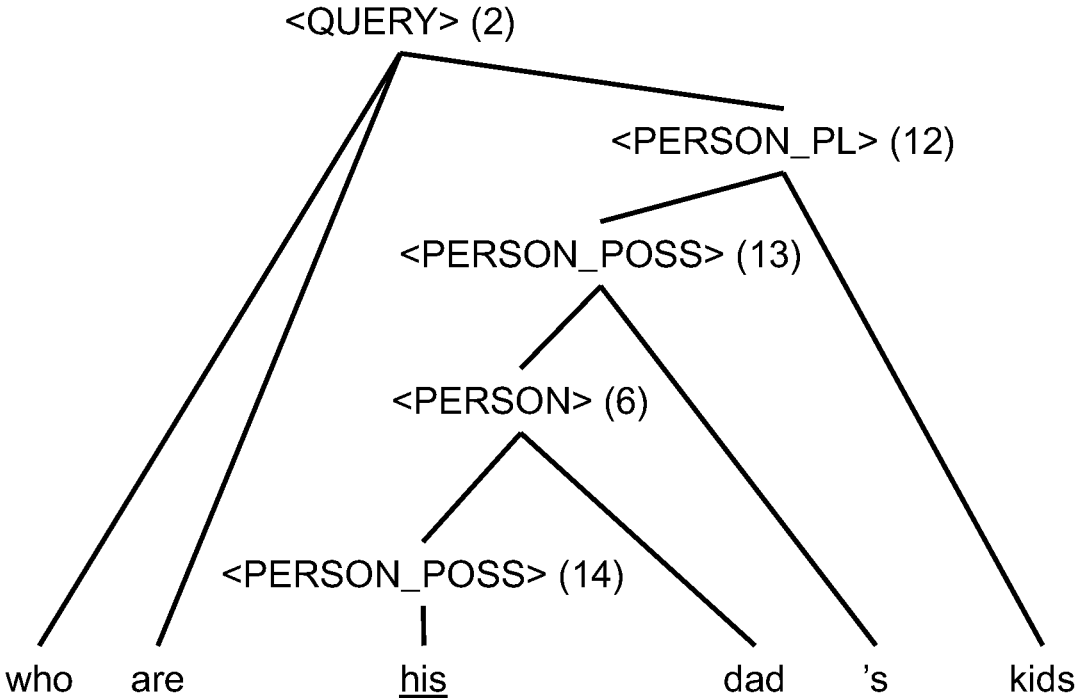 <QUERY> (2)
<PERSON_PL> (12)
<PERSON_POSS> (13)
<PERSON> (6)
<PERSON_POSS> (14)
who are his dad ’s kids